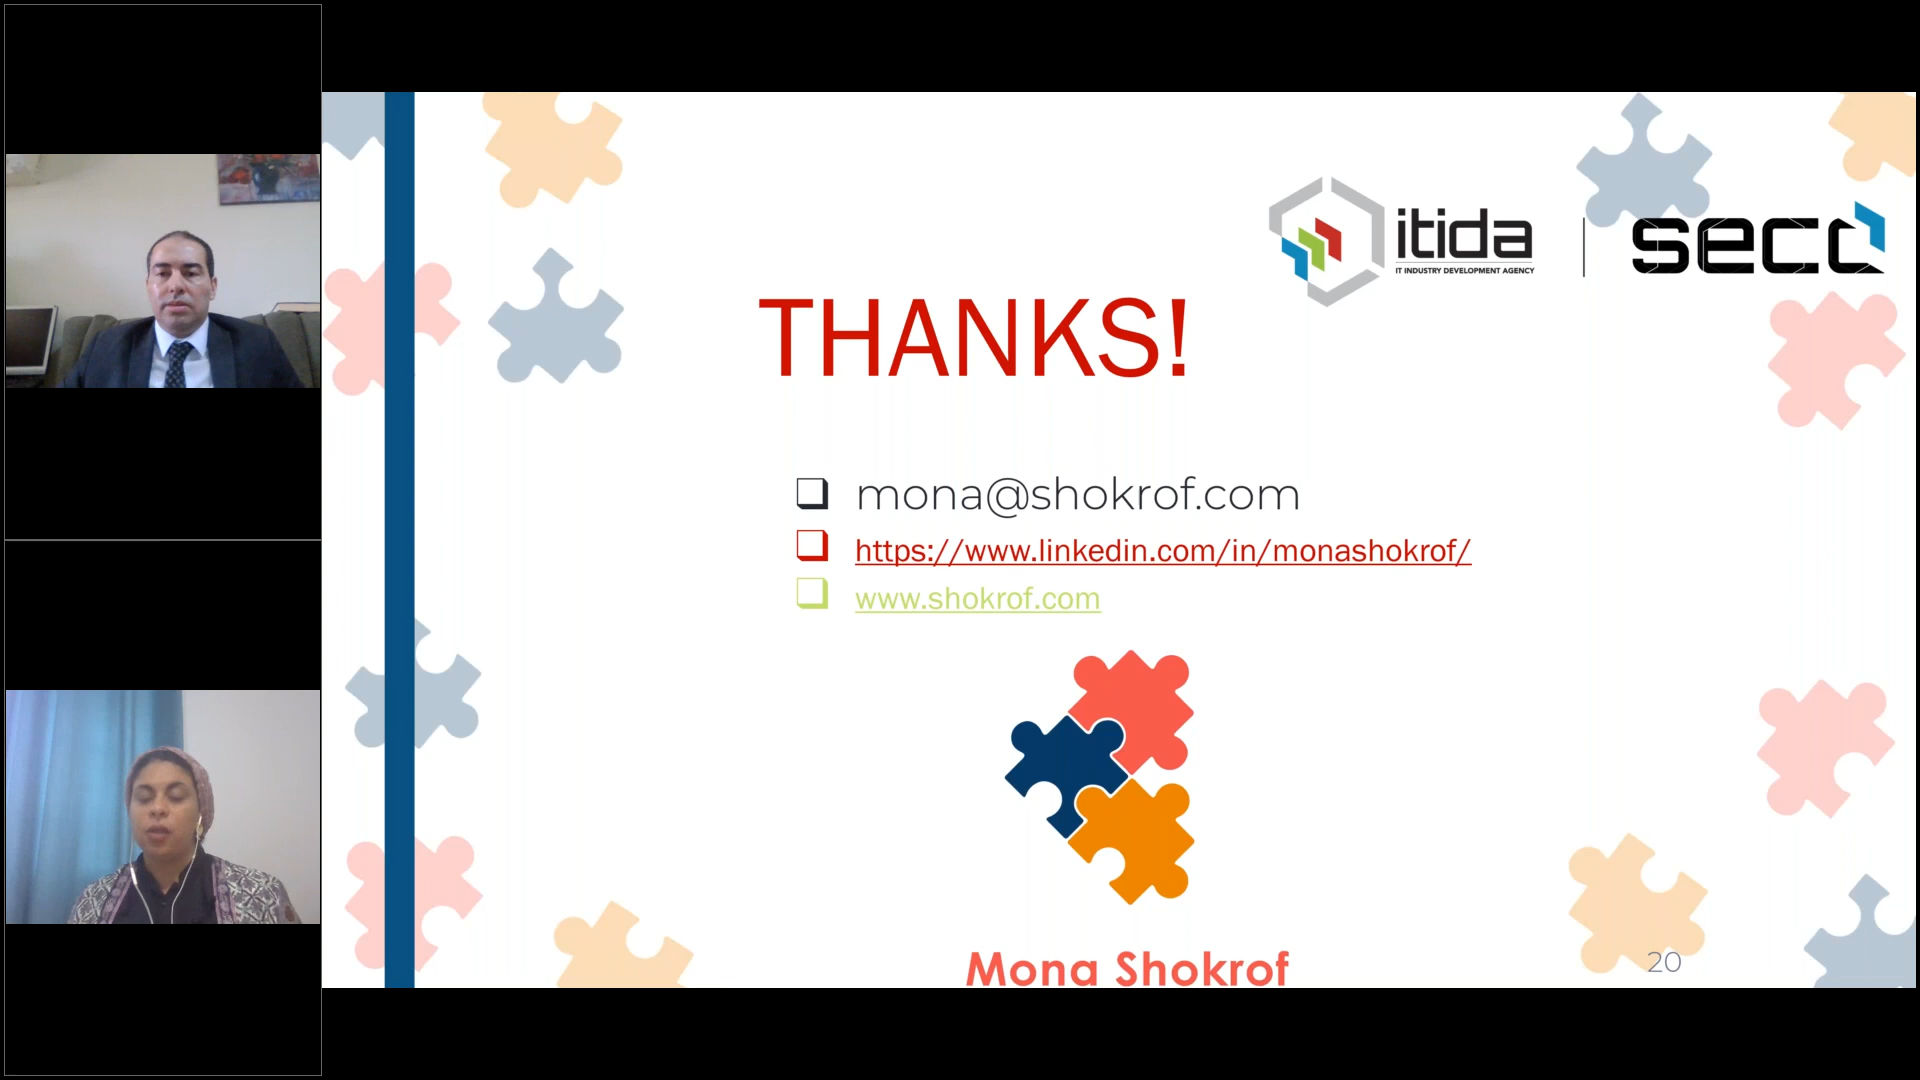 itida
IT INDUSTRY DEVELOPMENT AGENCY
secc
THANKS!
mona@shokrof.com
https://www.linkedin.com/in/monashokrof/
www.shokrof.com
Mona Shokrof
20